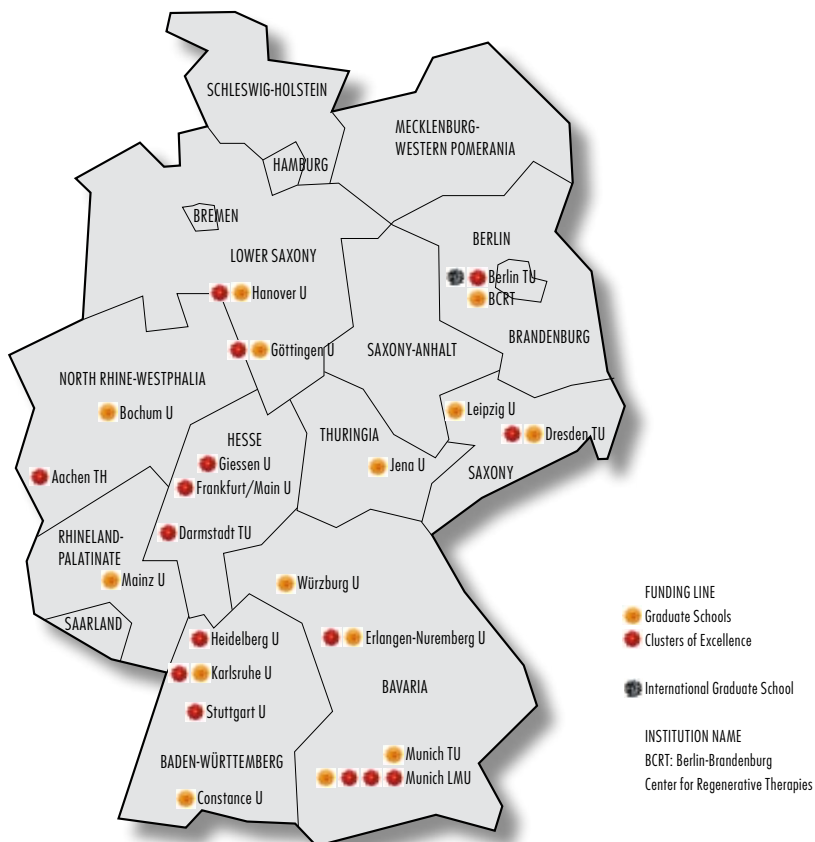 SCHLESWIG-HOLSTEIN
MECKLENBURG-
WESTERN POMERANIA
HAMBURG
BREMEN
BERLIN
LOWER SAXONY
Berlin TU
Hanover U
BCRT
BRANDENBURG
Göttingen U
SAXONY-ANHALT
NORTH RHINE-WESTPHALIA
Bochum U
Leipzig U
HESSE
THURINGIA
Dresden TU
Giessen U
Jena U
SAXONY
Aachen TH
Frankfurt/Main U
Darmstadt TU
RHINELAND-
PALATINATE
Mainz U
Würzburg U
SAARLAND
Heidelberg U
Erlangen-Nuremberg U
Karlsruhe U
BAVARIA
Stuttgart U
Munich TU
BADEN-WÜRTTEMBERG
Munich LMU
Constance U
FUNDING LINE
Graduate Schools
Clusters of Excellence
International Graduate School
INSTITUTION NAME
BCRT: Berlin-Brandenburg
Center for Regenerative Therapies